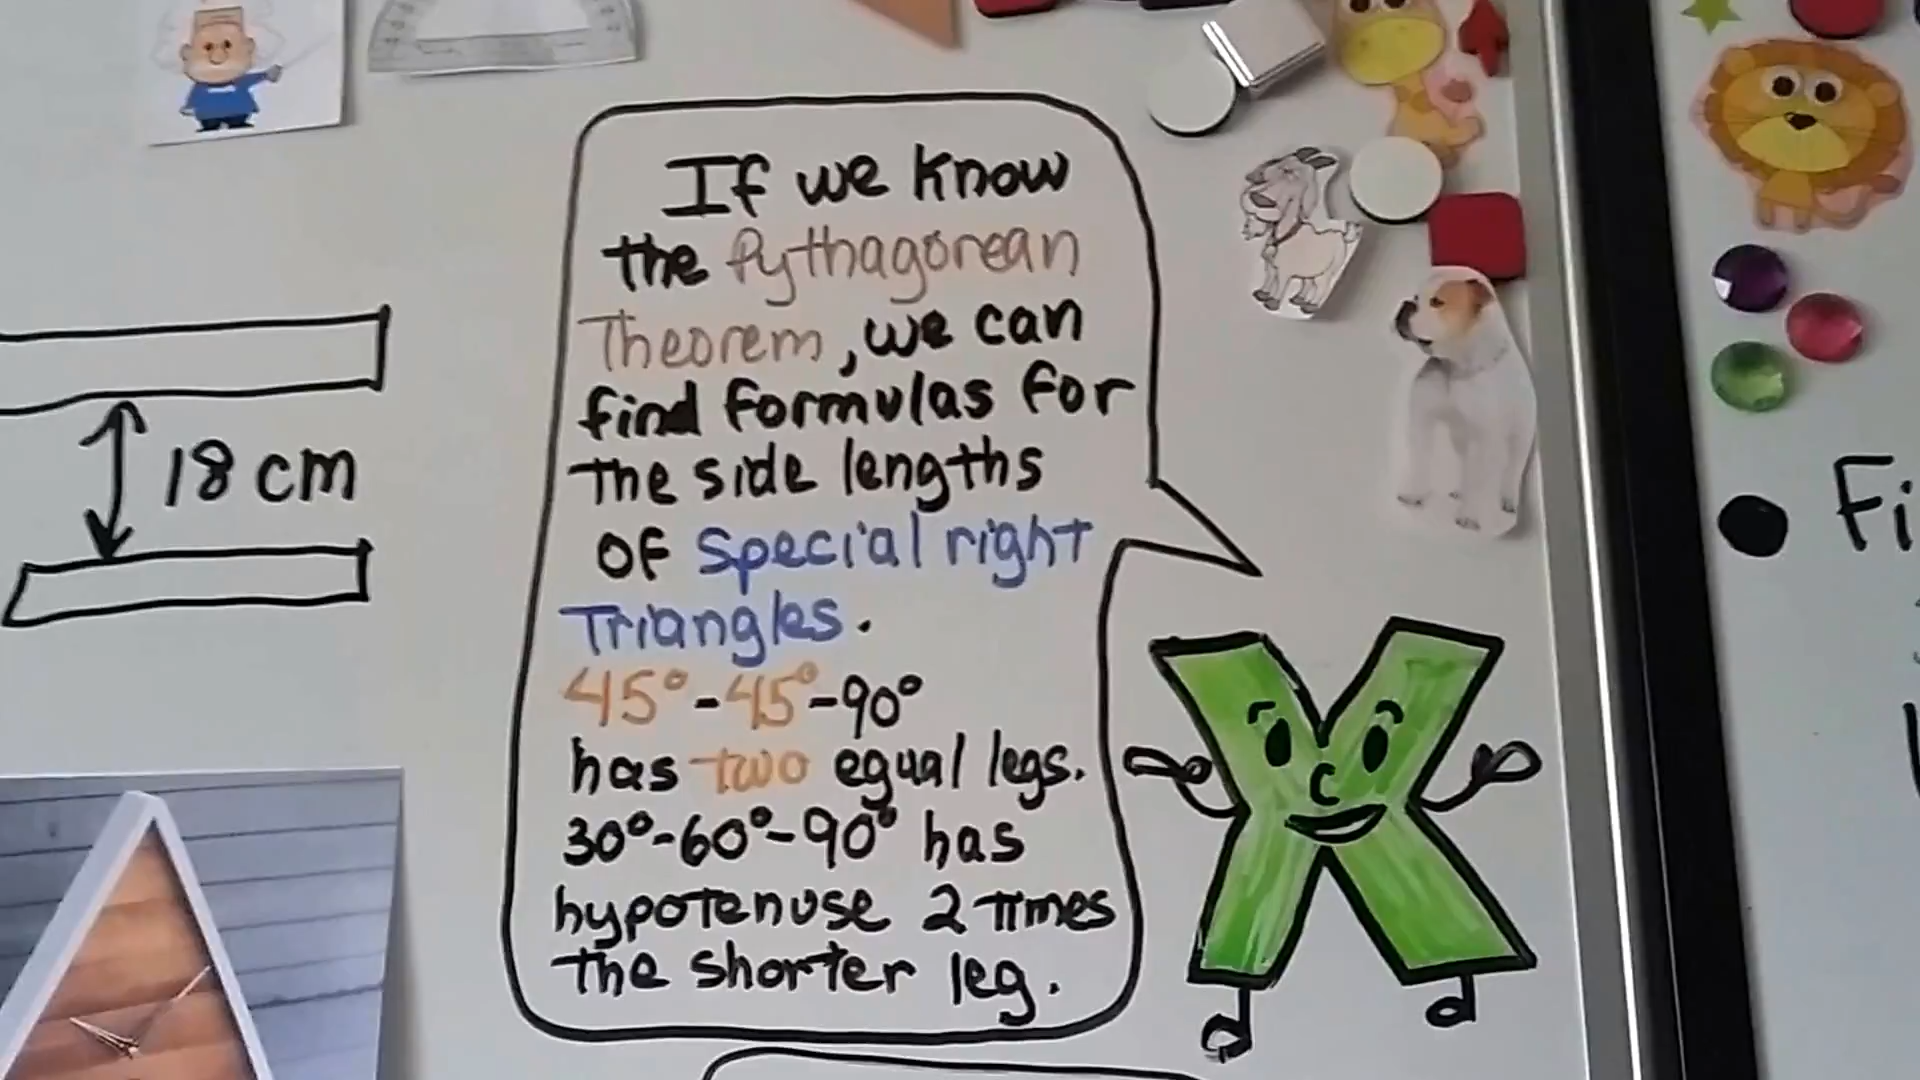 If we know
the Pythagorean
Theorem, we can
find formulas for
the side lengths
of special right
Triangles.
45°-45°-90°
has two equal legs.
30°-60°-90° has
hypotenuse 2 times
the shorter leg.
18 cm
Fi